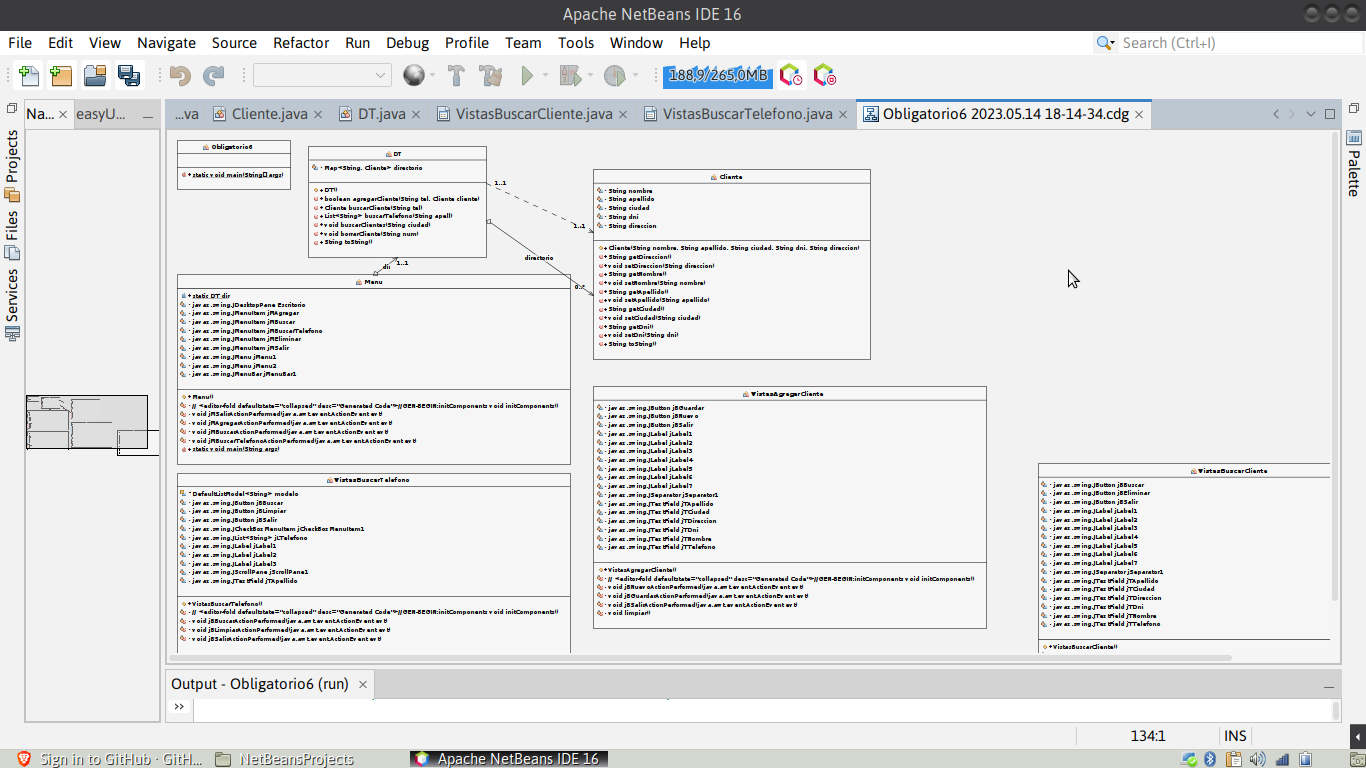 Apache NetBeans IDE 16
File Edit View Navigate Source Refactor Run Debug Profile Team Tools Window Help
Search (Ctrl+I)
188,9/265,0MB
Na...
easyU...
...va
Cliente.java
DT.java
VistasBuscarCliente.java
VistasBuscarTelefono.java
Obligatorio6 2023.05.14 18-14-34.cdg
Projects
Files
Services
Palette
Obligatorio6
+ static void main(String[] args)
DT
- Map<String, Cliente> directorio
+ DT()
+ boolean agregarCliente(String tel, Cliente cliente)
+ Cliente buscarCliente(String tel)
+ List<String> buscarTelefono(String apell)
+ void buscarClientes(String ciudad)
+ void borrarCliente(String num)
+ String toString()
1..1
1..1
directorio
0..*
dir
1..1
Cliente
- String nombre
- String apellido
- String ciudad
- String dni
- String direccion
+ Cliente(String nombre, String apellido, String ciudad, String dni, String direccion)
+ String getDireccion()
+ void setDireccion(String direccion)
+ String getNombre()
+ void setNombre(String nombre)
+ String getApellido()
+ void setApellido(String apellido)
+ String getCiudad()
+ void setCiudad(String ciudad)
+ String getDni()
+ void setDni(String dni)
+ String toString()
Menu
+ static DT dir
- javax.swing.JDesktopPane Escritorio
- javax.swing.JMenuItem jMAgregar
- javax.swing.JMenuItem jMBuscar
- javax.swing.JMenuItem jMBuscarTelefono
- javax.swing.JMenuItem jMEliminar
- javax.swing.JMenuItem jMSalir
- javax.swing.JMenu jMenu1
- javax.swing.JMenu jMenu2
- javax.swing.JMenuBar jMenuBar1
+ Menu()
- // <editor-fold defaultstate="collapsed" desc="Generated Code">//GEN-BEGIN:initComponents void initComponents()
- void jMSalirActionPerformed(java.awt.event.ActionEvent evt)
- void jMAgregarActionPerformed(java.awt.event.ActionEvent evt)
- void jMBuscarActionPerformed(java.awt.event.ActionEvent evt)
- void jMBuscarTelefonoActionPerformed(java.awt.event.ActionEvent evt)
+ static void main(String args)
VistasBuscarTelefono
- DefaultListModel<String> modelo
- javax.swing.JButton jBBuscar
- javax.swing.JButton jBLimpiar
- javax.swing.JButton jBSalir
- javax.swing.JCheckBoxMenuItem jCheckBoxMenuItem1
- javax.swing.JList<String> jLTelefono
- javax.swing.JLabel jLabel1
- javax.swing.JLabel jLabel2
- javax.swing.JLabel jLabel3
- javax.swing.JScrollPane jScrollPane1
- javax.swing.JTextField jTApellido
+ VistasBuscarTelefono()
- // <editor-fold defaultstate="collapsed" desc="Generated Code">//GEN-BEGIN:initComponents void initComponents()
- void jBBuscarActionPerformed(java.awt.event.ActionEvent evt)
- void jBLimpiarActionPerformed(java.awt.event.ActionEvent evt)
- void jBSalirActionPerformed(java.awt.event.ActionEvent evt)
VistasAgregarCliente
- javax.swing.JButton jBGuardar
- javax.swing.JButton jBNuevo
- javax.swing.JButton jBSalir
- javax.swing.JLabel jLabel1
- javax.swing.JLabel jLabel2
- javax.swing.JLabel jLabel3
- javax.swing.JLabel jLabel4
- javax.swing.JLabel jLabel5
- javax.swing.JLabel jLabel6
- javax.swing.JLabel jLabel7
- javax.swing.JSeparator jSeparator1
- javax.swing.JTextField jTApellido
- javax.swing.JTextField jTCiudad
- javax.swing.JTextField jTDireccion
- javax.swing.JTextField jTDni
- javax.swing.JTextField jTNombre
- javax.swing.JTextField jTTelefono
+ VistasAgregarCliente()
- // <editor-fold defaultstate="collapsed" desc="Generated Code">//GEN-BEGIN:initComponents void initComponents()
- void jBNuevoActionPerformed(java.awt.event.ActionEvent evt)
- void jBGuardarActionPerformed(java.awt.event.ActionEvent evt)
- void jBSalirActionPerformed(java.awt.event.ActionEvent evt)
- void limpiar()
VistasBuscarCliente
- javax.swing.JButton jBBuscar
- javax.swing.JButton jBEliminar
- javax.swing.JButton jBSalir
- javax.swing.JLabel jLabel1
- javax.swing.JLabel jLabel2
- javax.swing.JLabel jLabel3
- javax.swing.JLabel jLabel4
- javax.swing.JLabel jLabel5
- javax.swing.JLabel jLabel6
- javax.swing.JLabel jLabel7
- javax.swing.JSeparator jSeparator1
- javax.swing.JTextField jTApellido
- javax.swing.JTextField jTCiudad
- javax.swing.JTextField jTDireccion
- javax.swing.JTextField jTDni
- javax.swing.JTextField jTNombre
- javax.swing.JTextField jTTelefono
+ VistasBuscarCliente()
Output - Obligatorio6 (run)
134:1
INS
Sign in to GitHub · GitH...
NetBeansProjects
Apache NetBeans IDE 16